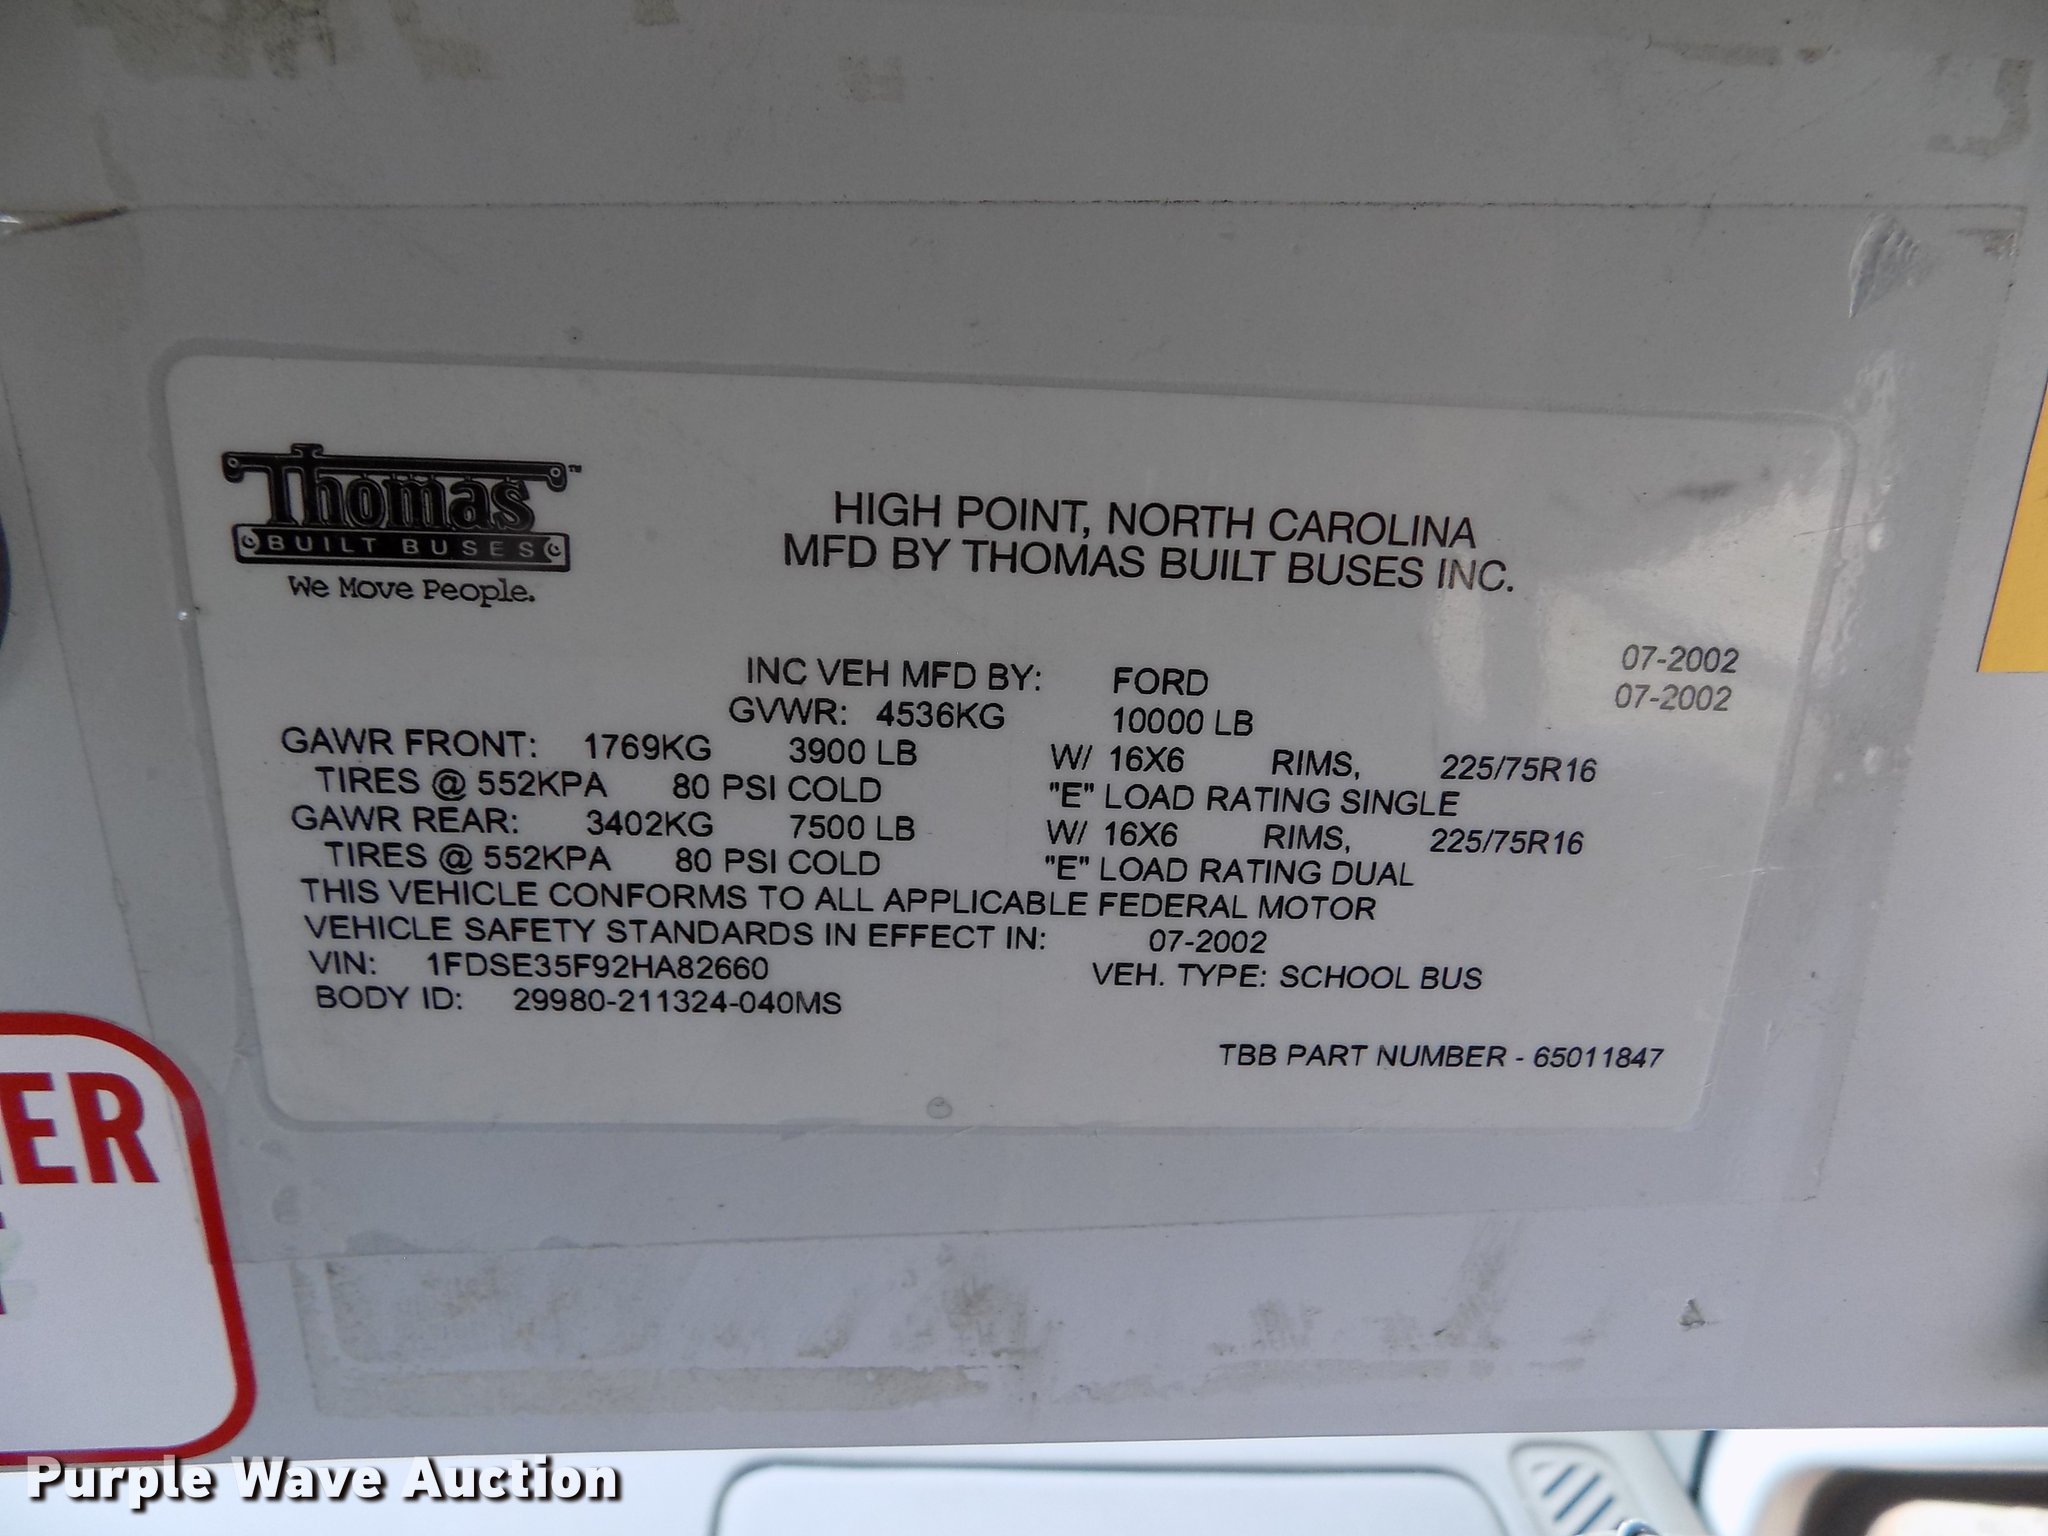 Thomas™
BUILT BUSES
We Move People.
HIGH POINT, NORTH CAROLINA
MFD BY THOMAS BUILT BUSES INC.
INC VEH MFD BY: FORD 07-2002
GVWR: 4536KG 10000 LB 07-2002
GAWR FRONT: 1769KG 3900 LB W/ 16X6 RIMS, 225/75R16
TIRES @ 552KPA 80 PSI COLD "E" LOAD RATING SINGLE
GAWR REAR: 3402KG 7500 LB W/ 16X6 RIMS, 225/75R16
TIRES @ 552KPA 80 PSI COLD "E" LOAD RATING DUAL
THIS VEHICLE CONFORMS TO ALL APPLICABLE FEDERAL MOTOR
VEHICLE SAFETY STANDARDS IN EFFECT IN: 07-2002
VIN: 1FDSE35F92HA82660 VEH. TYPE: SCHOOL BUS
BODY ID: 29980-211324-040MS
TBB PART NUMBER - 65011847
ER
Purple Wave Auction